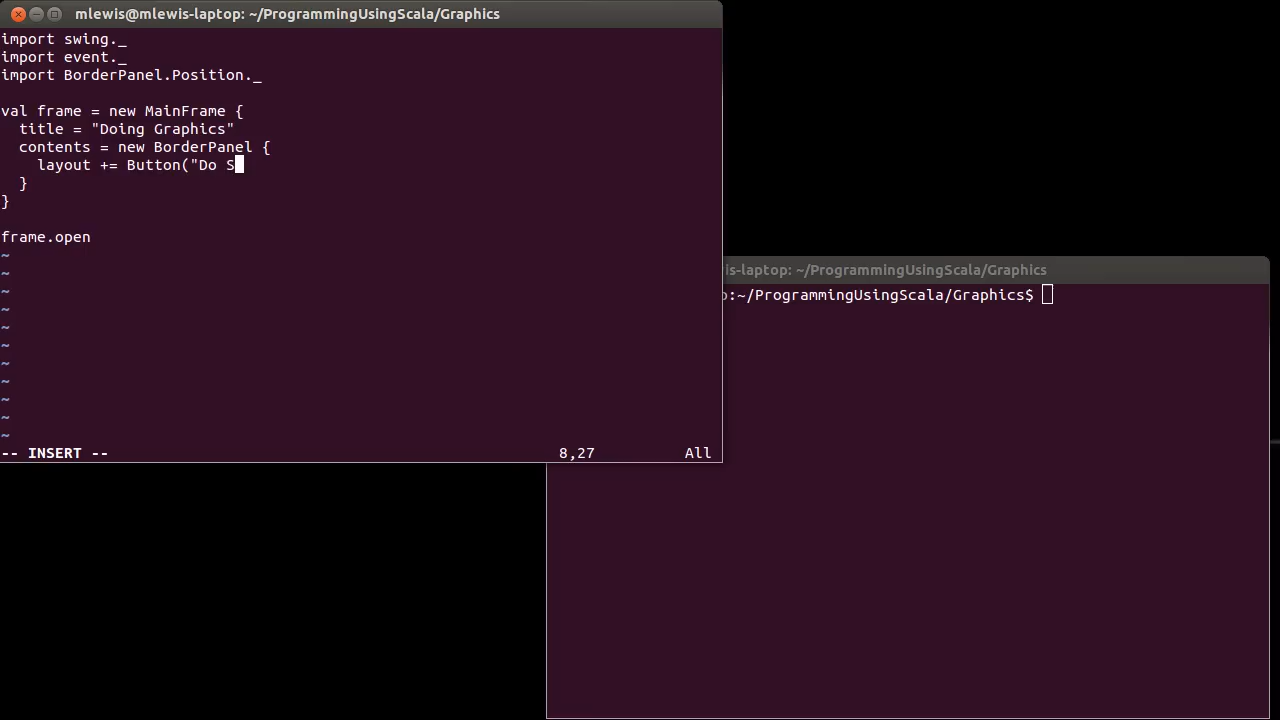 mlewis@mlewis-laptop: ~/ProgrammingUsingScala/Graphics
import swing._
import event._
import BorderPanel.Position._
val frame = new MainFrame {
  title = "Doing Graphics"
  contents = new BorderPanel {
    layout += Button("Do S
  }
}
frame.open
~
~
~
~
~
~
~
~
~
~
~
-- INSERT -- 8,27 All
is-laptop: ~/ProgrammingUsingScala/Graphics
:~/ProgrammingUsingScala/Graphics$